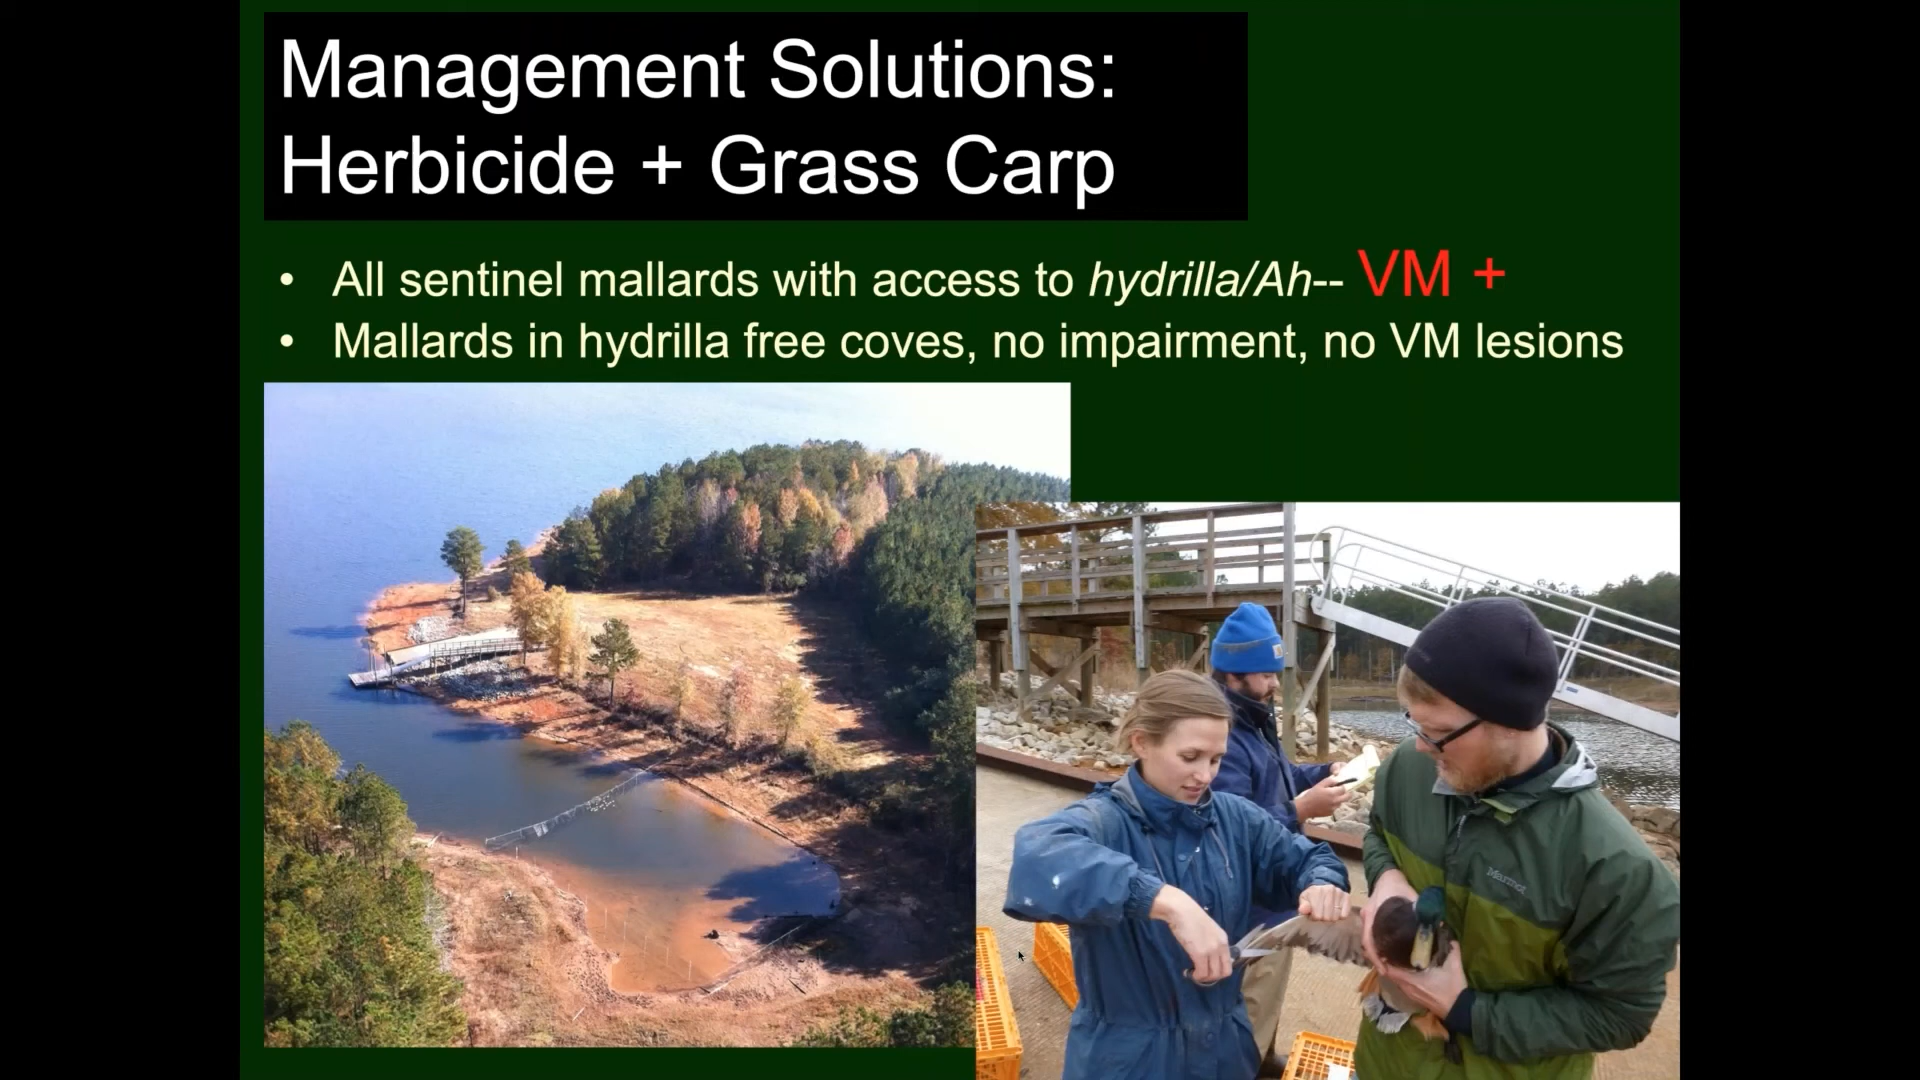 Management Solutions:
Herbicide + Grass Carp
• All sentinel mallards with access to hydrilla/Ah-- VM +
• Mallards in hydrilla free coves, no impairment, no VM lesions
Marmot